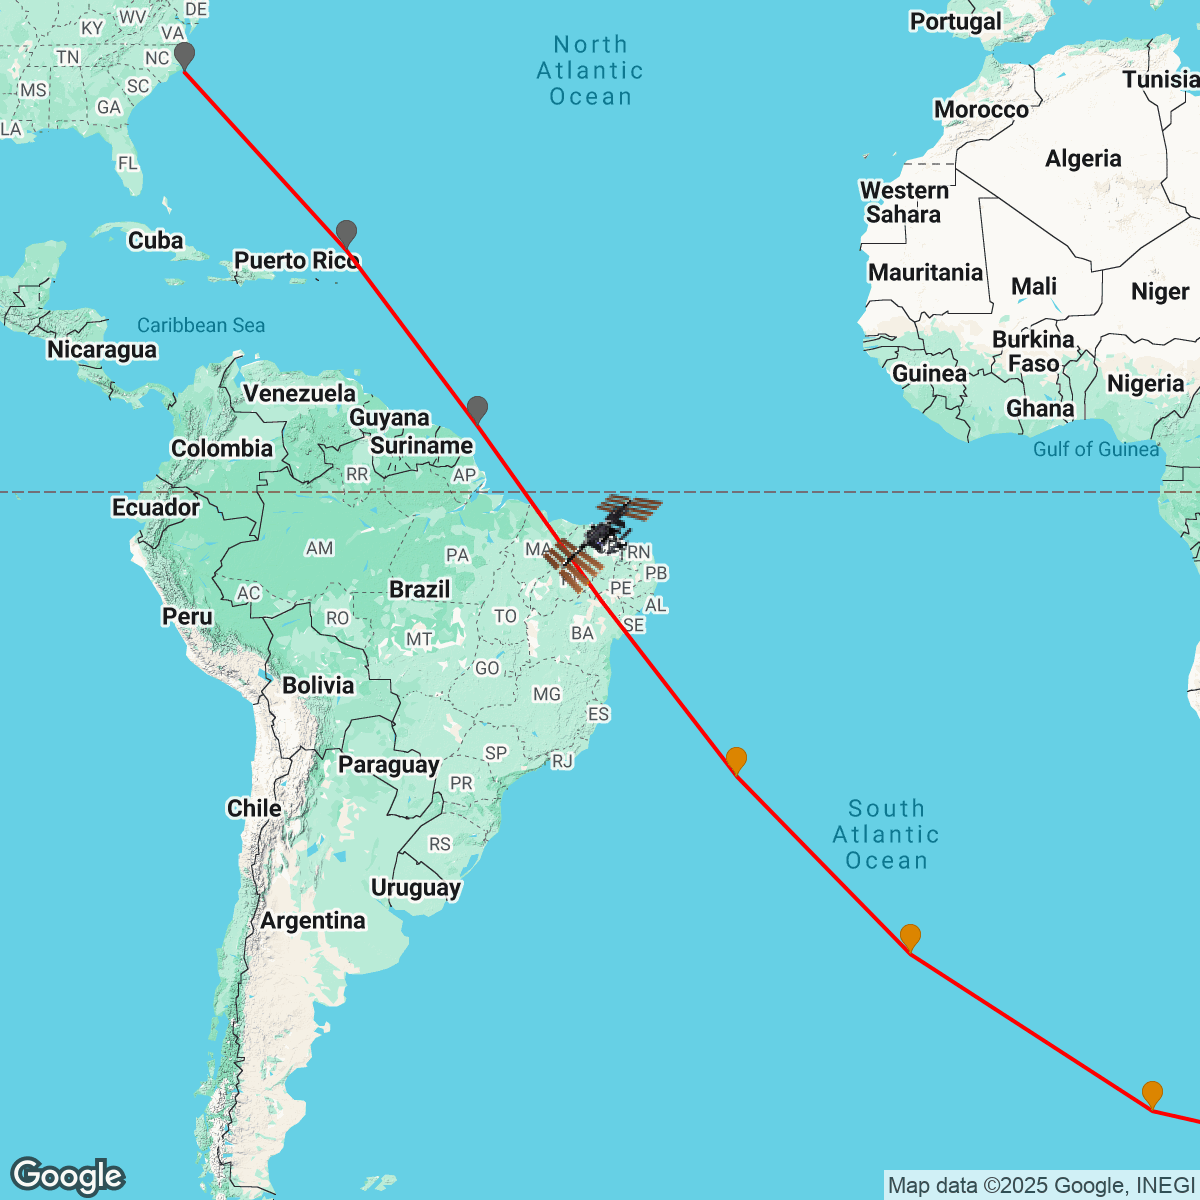 DE
WV
KY
VA
TN
NC
MS
SC
GA
LA
FL
North
Atlantic
Ocean
Portugal
Tunisia
Morocco
Algeria
Western
Sahara
Cuba
Puerto Rico
Mauritania
Mali
Niger
Caribbean Sea
Nicaragua
Burkina
Faso
Guinea
Nigeria
Ghana
Gulf of Guinea
Venezuela
Guyana
Suriname
Colombia
RR
AP
Ecuador
AM
PA
MA
RN
PB
PE
AL
SE
Brazil
AC
RO
TO
BA
MT
Peru
GO
Bolivia
MG
ES
SP
RJ
Paraguay
PR
Chile
RS
South
Atlantic
Ocean
Uruguay
Argentina
Google
Map data ©2025 Google, INEGI